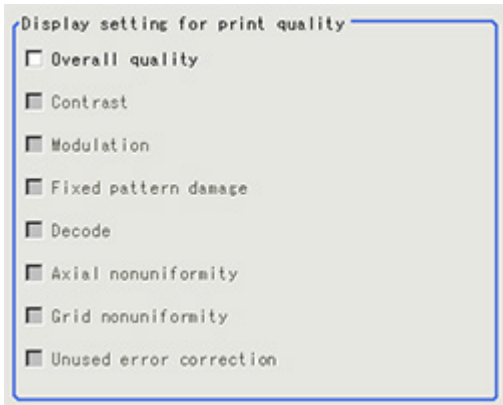 Display setting for print quality
Overall quality
Contrast
Modulation
Fixed pattern damage
Decode
Axial nonuniformity
Grid nonuniformity
Unused error correction